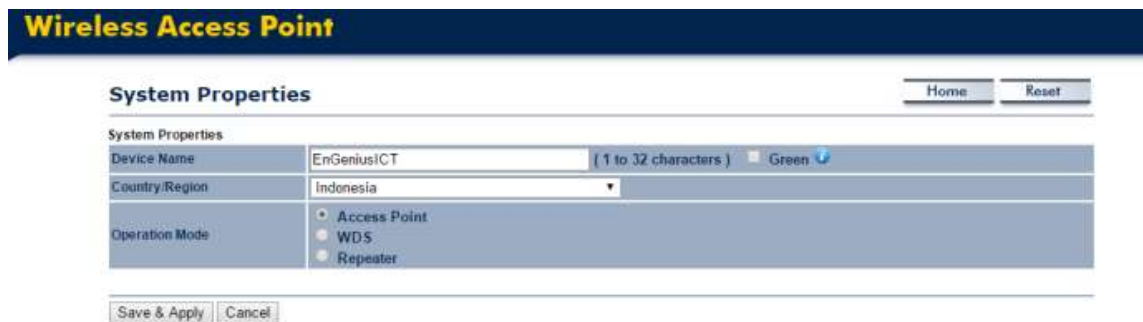 Wireless Access Point
System Properties
Home Reset
System Properties
Device Name EnGeniusICT ( 1 to 32 characters ) Green
Country/Region Indonesia
Operation Mode
Access Point
WDS
Repeater
Save & Apply Cancel